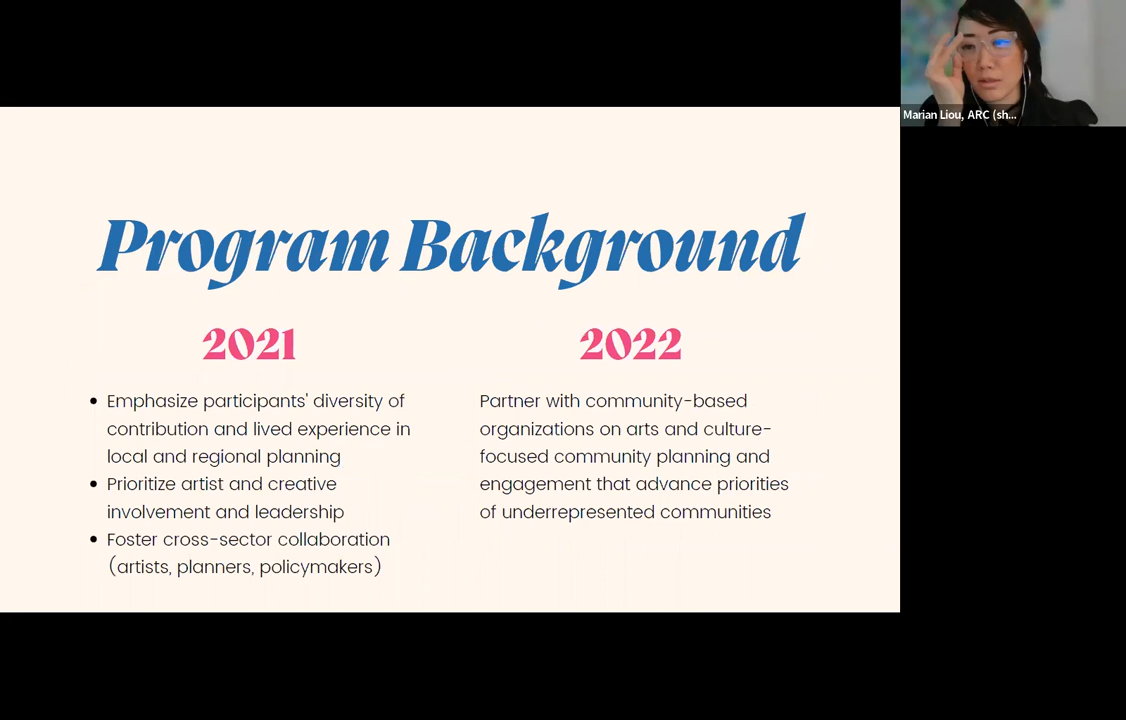 Marian Liou, ARC (sh...
Program Background
2021
Emphasize participants' diversity of
contribution and lived experience in
local and regional planning
Prioritize artist and creative
involvement and leadership
Foster cross-sector collaboration
(artists, planners, policymakers)
2022
Partner with community-based
organizations on arts and culture-
focused community planning and
engagement that advance priorities
of underrepresented communities